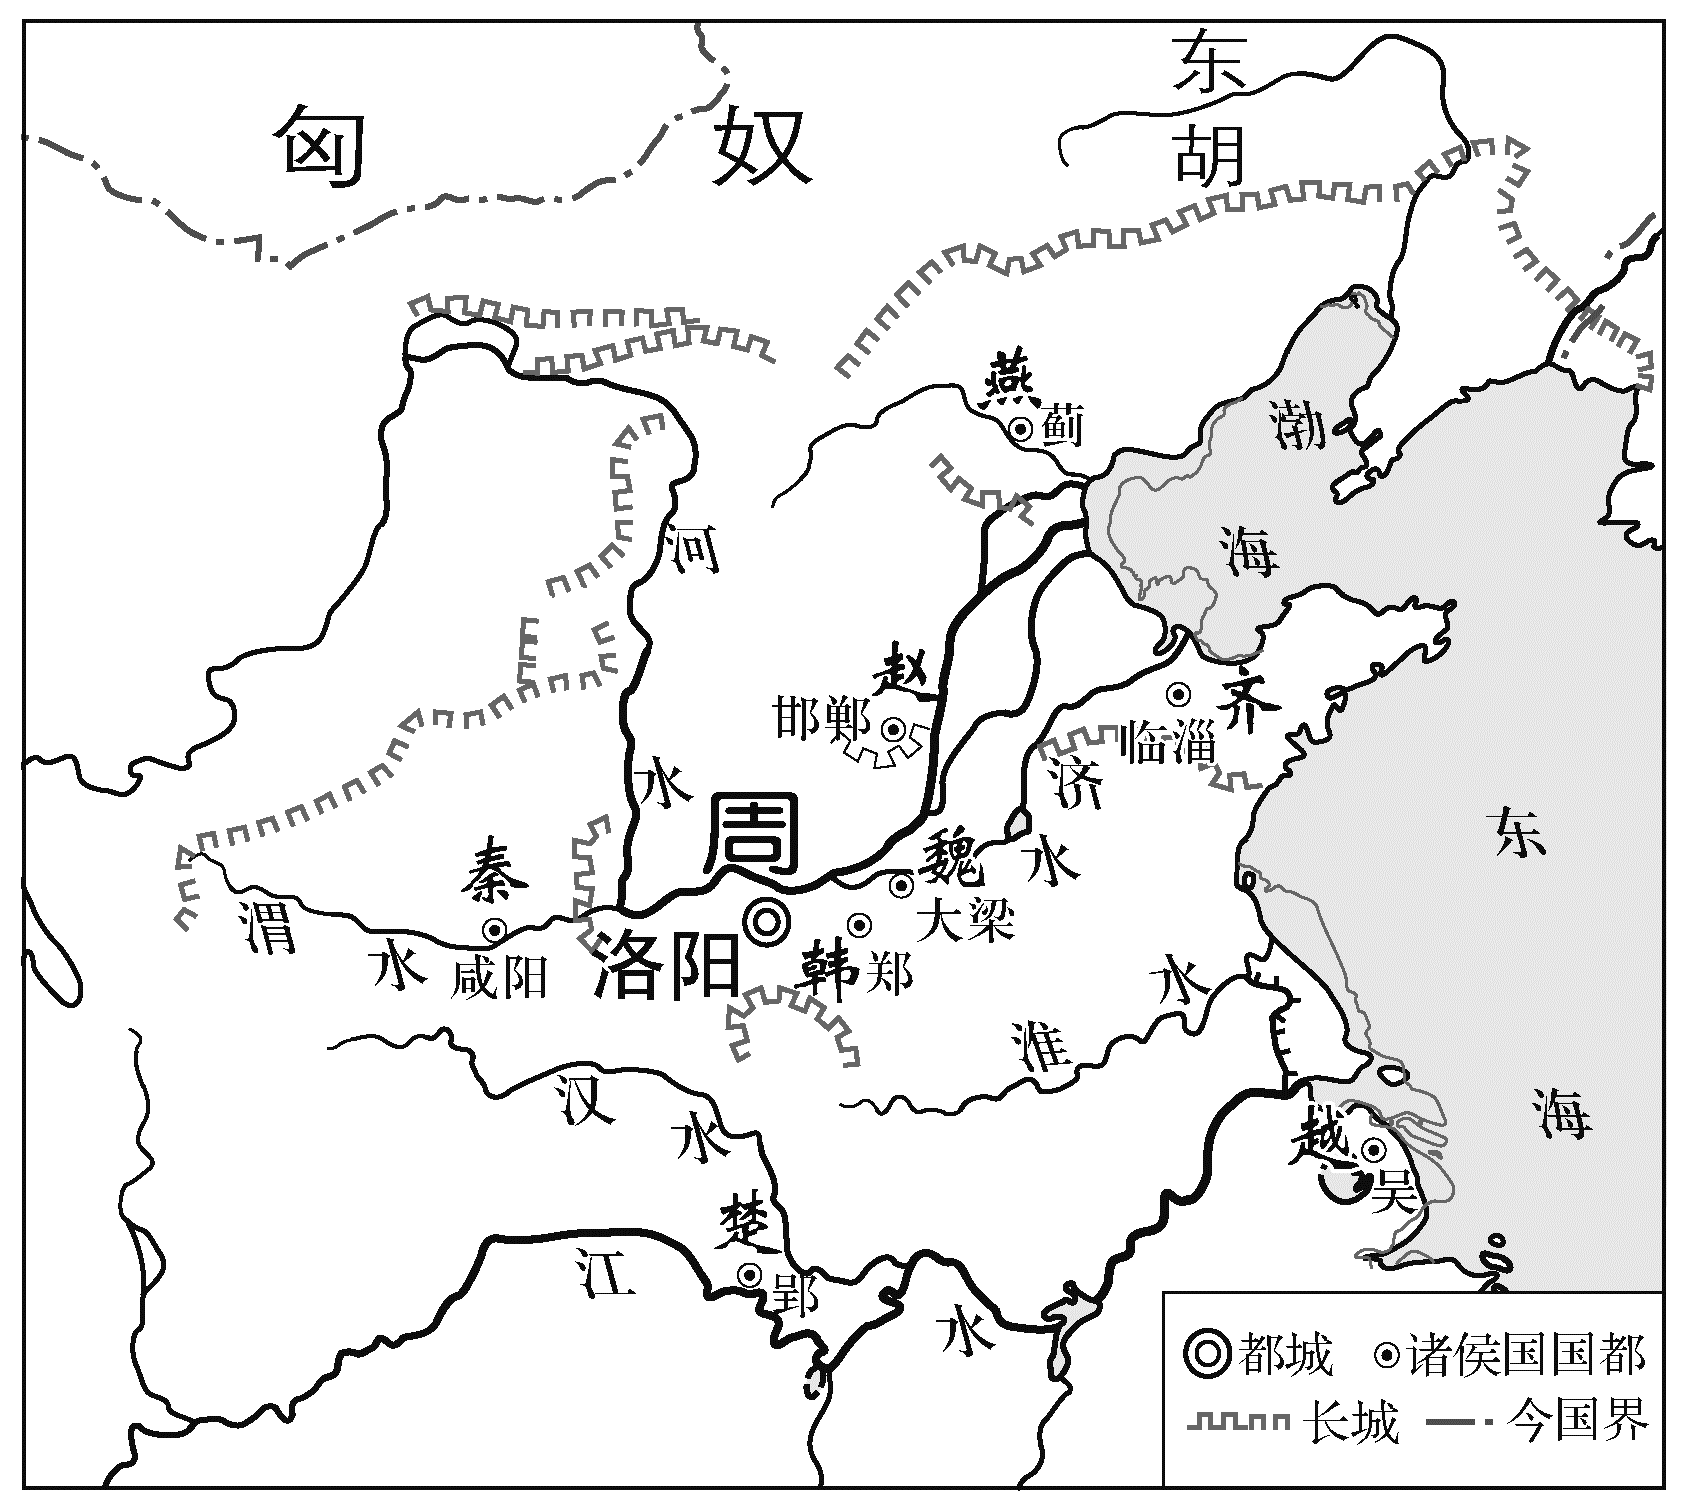 匈奴
东胡
燕
蓟
渤海
河水
赵
邯郸
齐
临淄
济水
周
洛阳
秦
咸阳
渭水
魏
大梁
韩
郑
东海
淮水
汉水
楚
郢
江水
越
吴
都城 诸侯国国都
长城 今国界